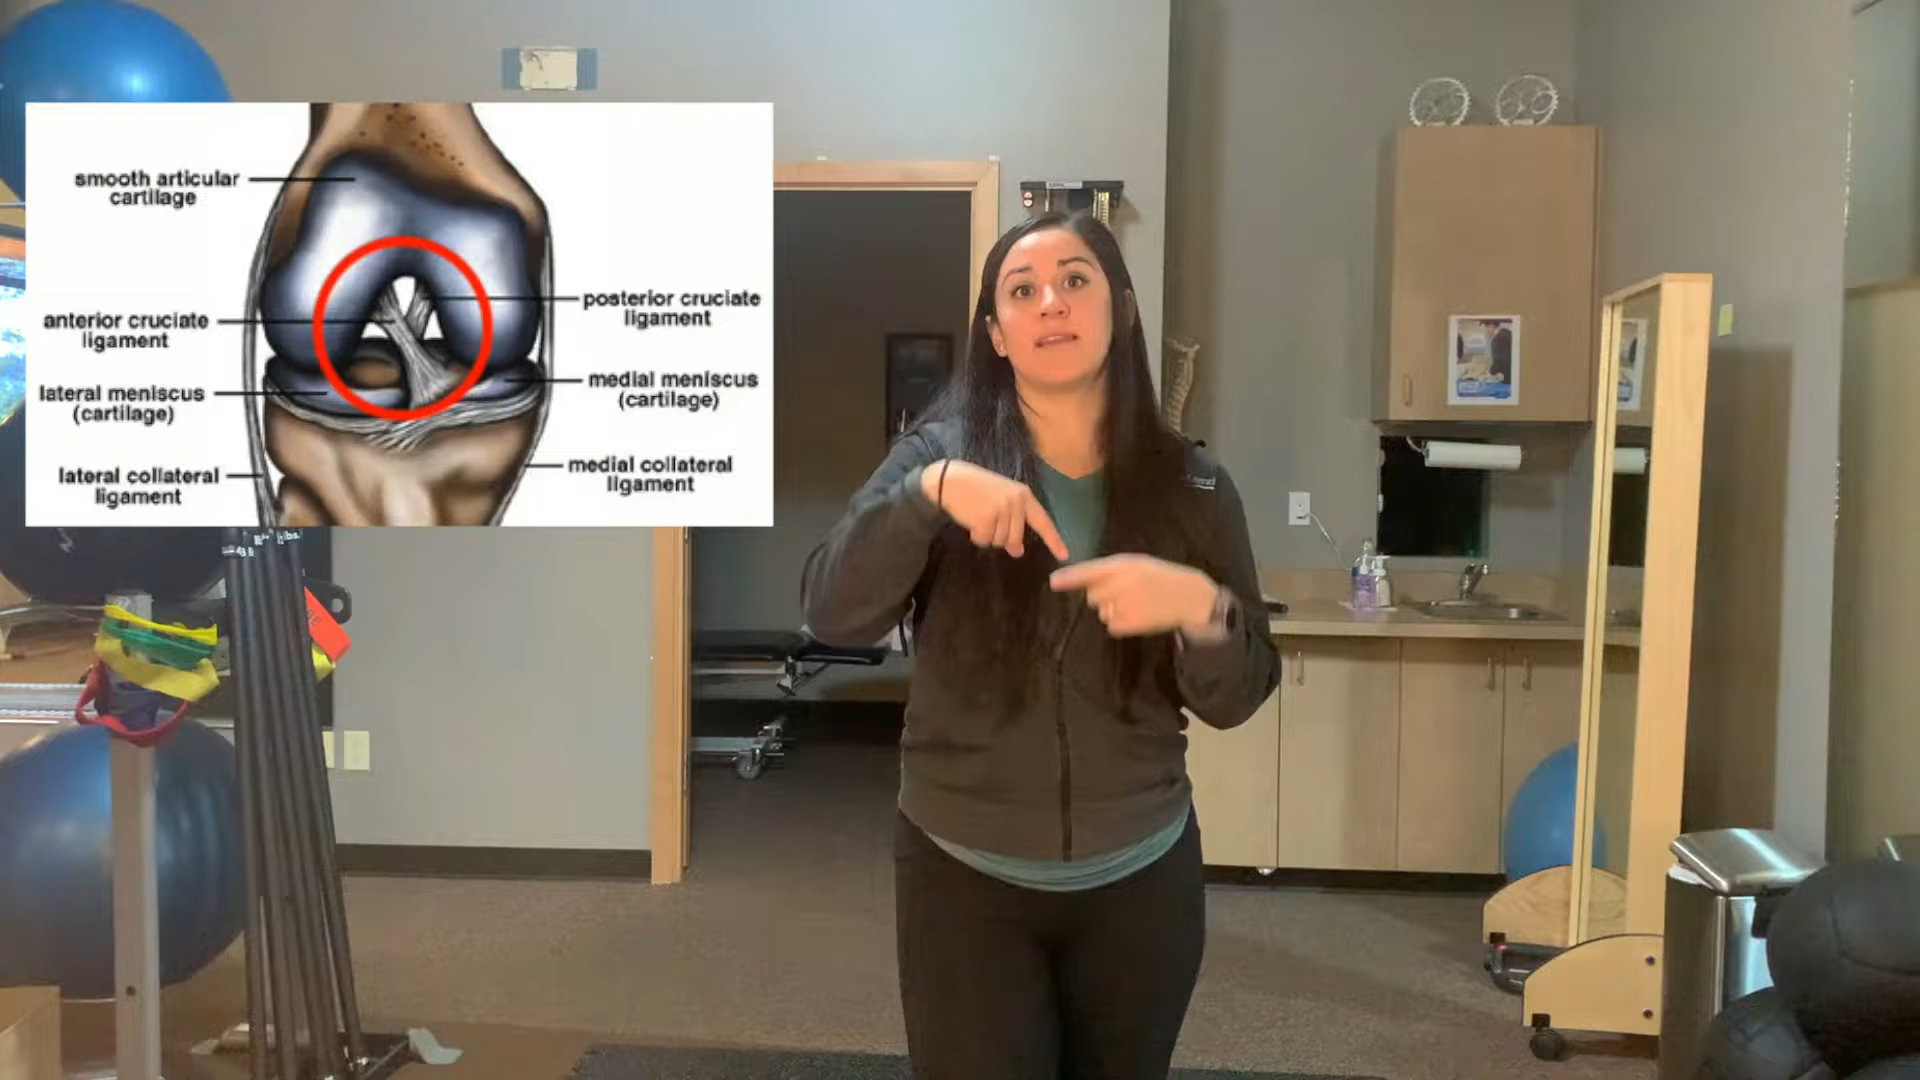 smooth articular
cartilage
anterior cruciate
ligament
posterior cruciate
ligament
lateral meniscus
(cartilage)
medial meniscus
(cartilage)
lateral collateral
ligament
medial collateral
ligament